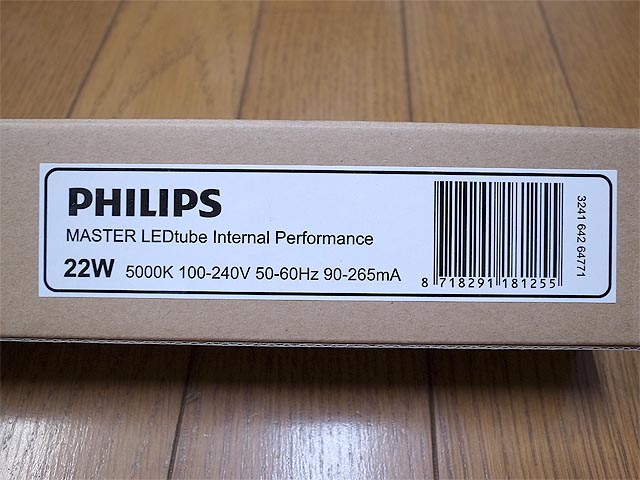 PHILIPS
MASTER LEDtube Internal Performance
22W 5000K 100-240V 50-60Hz 90-265mA
8 718291 181255
3241 642 64771